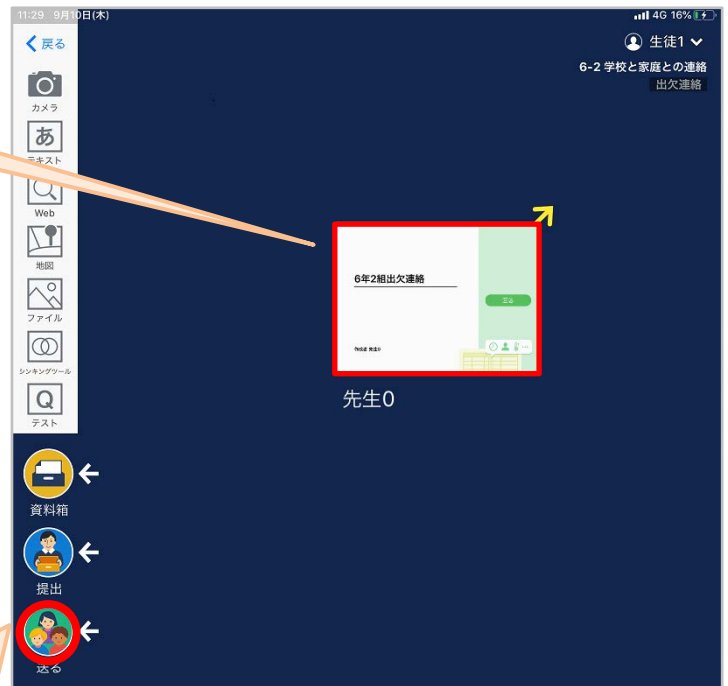 11:29 9月10日(木)
4G 16%
戻る
生徒1
6-2 学校と家庭との連絡
出欠連絡
カメラ
あ
テキスト
Web
地図
ファイル
シンキングツール
Q
テスト
6年2組出欠連絡
先生0
資料箱
提出
送る